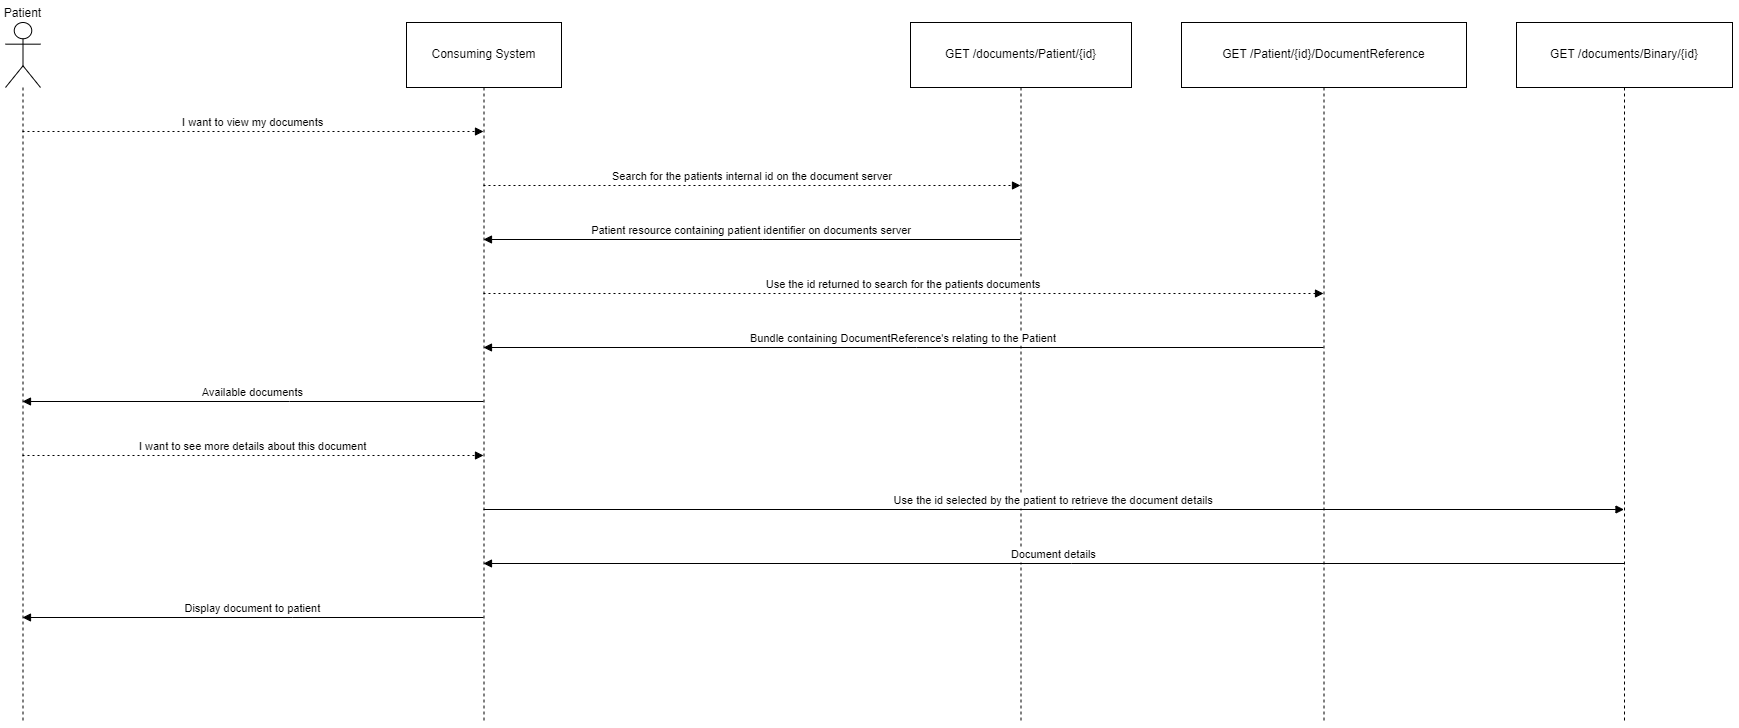 Patient
Consuming System
GET /documents/Patient/{id}
GET /Patient/{id}/DocumentReference
GET /documents/Binary/{id}
I want to view my documents
Search for the patients internal id on the document server
Patient resource containing patient identifier on documents server
Use the id returned to search for the patients documents
Bundle containing DocumentReference's relating to the Patient
Available documents
I want to see more details about this document
Use the id selected by the patient to retrieve the document details
Document details
Display document to patient